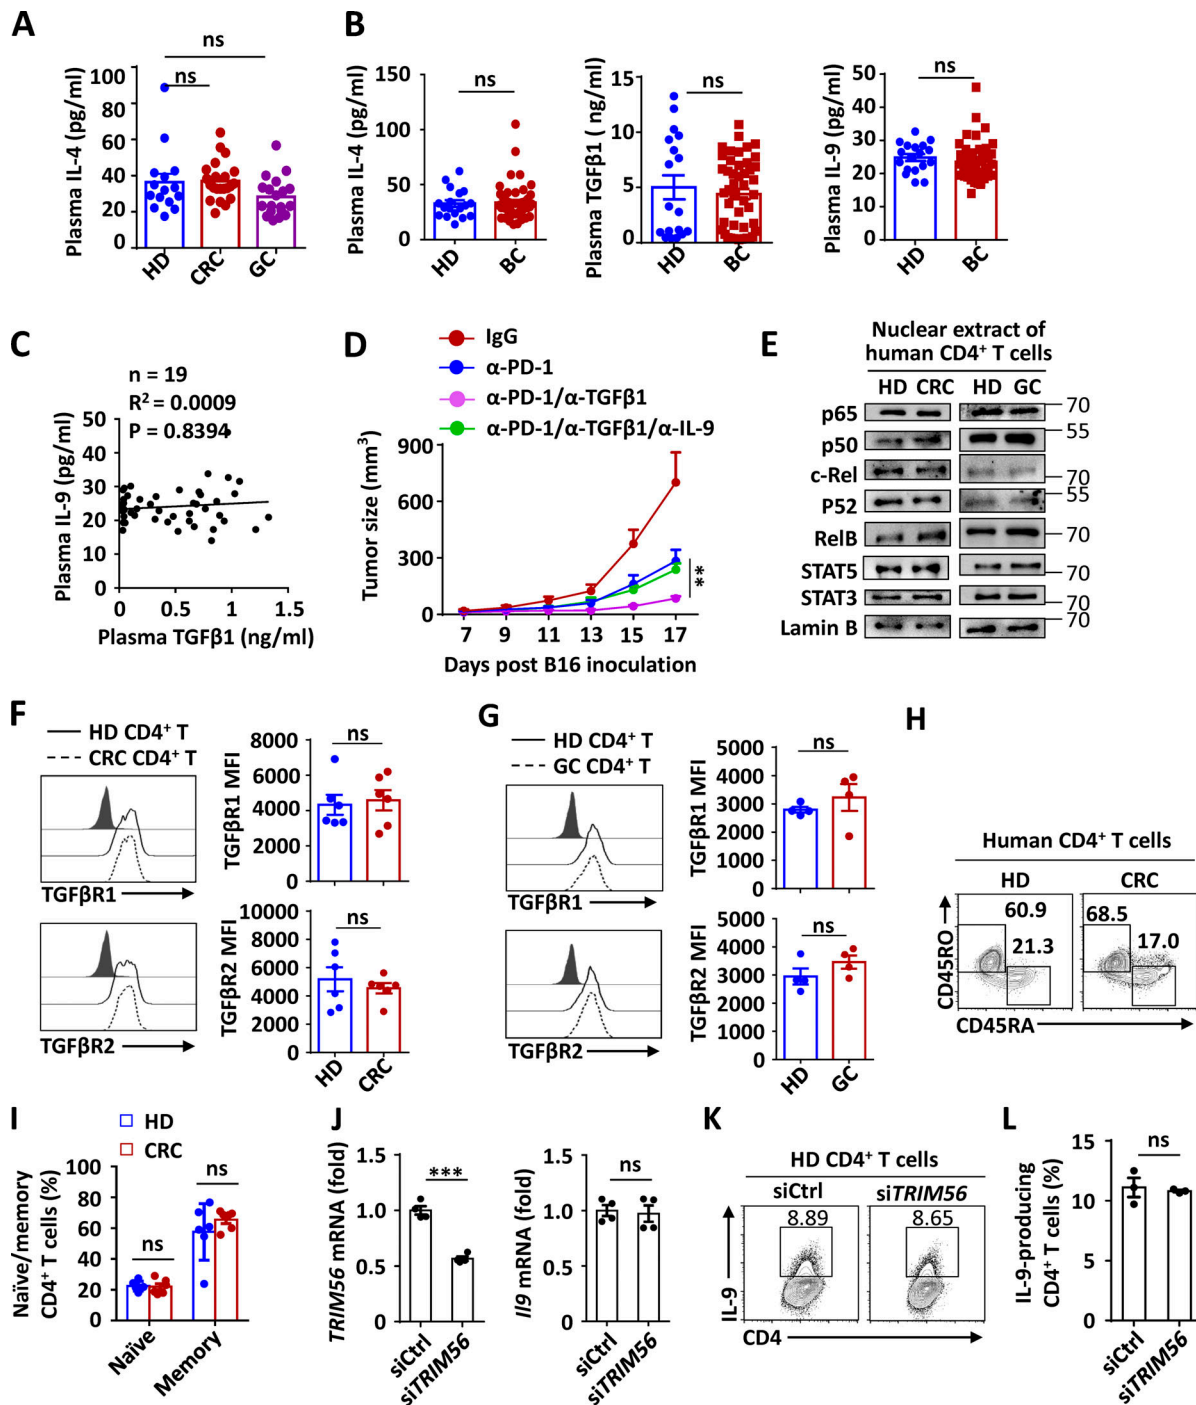 A
Plasma IL-4 (pg/ml)
100
80
60
40
20
0
ns
ns
HD
CRC
GC
B
Plasma IL-4 (pg/ml)
150
100
50
0
ns
HD
BC
Plasma TGFβ1 ( ng/ml)
15
10
5
0
ns
HD
BC
Plasma IL-9 (pg/ml)
50
40
30
20
10
0
ns
HD
BC
C
n = 19
R² = 0.0009
P = 0.8394
Plasma IL-9 (pg/ml)
40
30
20
10
0
0
0.5
1
1.5
Plasma TGFβ1 (ng/ml)
D
IgG
α-PD-1
α-PD-1/α-TGFβ1
α-PD-1/α-TGFβ1/α-IL-9
Tumor size (mm³)
900
600
300
0
**
7 9 11 13 15 17
Days post B16 inoculation
E
Nuclear extract of
human CD4⁺ T cells
HD CRC HD GC
p65 70
p50 55
c-Rel 70
P52 55
RelB 70
STAT5 70
STAT3 70
Lamin B 70
F
HD CD4⁺ T
CRC CD4⁺ T
TGFβR1
TGFβR2
TGFβR1 MFI
8000
6000
4000
2000
0
ns
TGFβR2 MFI
10000
8000
6000
4000
2000
0
ns
HD
CRC
G
HD CD4⁺ T
GC CD4⁺ T
TGFβR1
TGFβR2
TGFβR1 MFI
5000
4000
3000
2000
1000
0
ns
TGFβR2 MFI
5000
4000
3000
2000
1000
0
ns
HD
GC
H
Human CD4⁺ T cells
HD CRC
60.9
21.3
68.5
17.0
CD45RO
CD45RA
I
HD
CRC
Naïve/memory
CD4⁺ T cells (%)
100
80
60
40
20
0
ns
ns
Naïve
Memory
J
TRIM56 mRNA (fold)
1.5
1.0
0.5
0
***
siCtrl
siTRIM56
Il9 mRNA (fold)
1.5
1.0
0.5
0
ns
siCtrl
siTRIM56
K
HD CD4⁺ T cells
siCtrl siTRIM56
8.89
8.65
IL-9
CD4
L
IL-9-producing
CD4⁺ T cells (%)
15
10
5
0
ns
siCtrl
siTRIM56